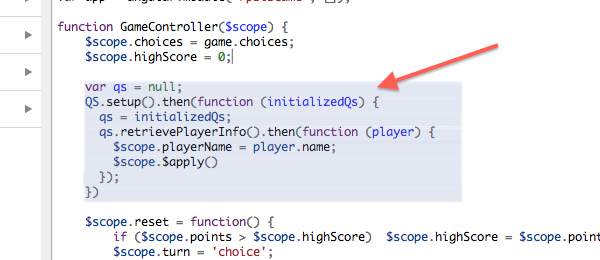 function GameController($scope) {
$scope.choices = game.choices;
$scope.highScore = 0;
var qs = null;
QS.setup().then(function (initializedQs) {
qs = initializedQs;
qs.retrievePlayerInfo().then(function (player) {
$scope.playerName = player.name;
$scope.$apply()
});
})
$scope.reset = function() {
if ($scope.points > $scope.highScore) $scope.highScore = $scope.point
$scope.turn = 'choice';